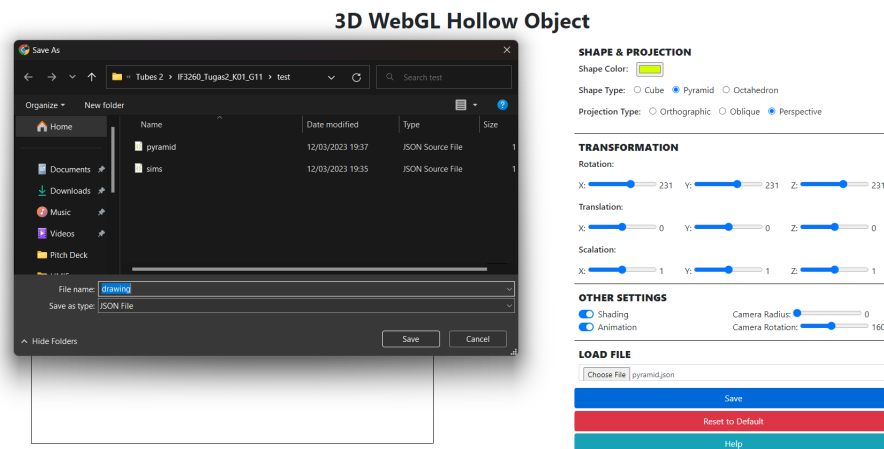 3D WebGL Hollow Object
Save As
« Tubes 2 > IF3260_Tugas2_K01_G11 > test
Search test
Organize
New folder
Home
Documents
Downloads
Music
Videos
Pitch Deck
Name Date modified Type Size
pyramid 12/03/2023 19:37 JSON Source File 1
sims 12/03/2023 19:35 JSON Source File 1
File name: drawing
Save as type: JSON File
Hide Folders
Save
Cancel
SHAPE & PROJECTION
Shape Color:
Shape Type: Cube Pyramid Octahedron
Projection Type: Orthographic Oblique Perspective
TRANSFORMATION
Rotation:
X: 231 Y: 231 Z: 231
Translation:
X: 0 Y: 0 Z: 0
Scalation:
X: 1 Y: 1 Z: 1
OTHER SETTINGS
Shading Camera Radius: 0
Animation Camera Rotation: 160
LOAD FILE
Choose File pyramid.json
Save
Reset to Default
Help